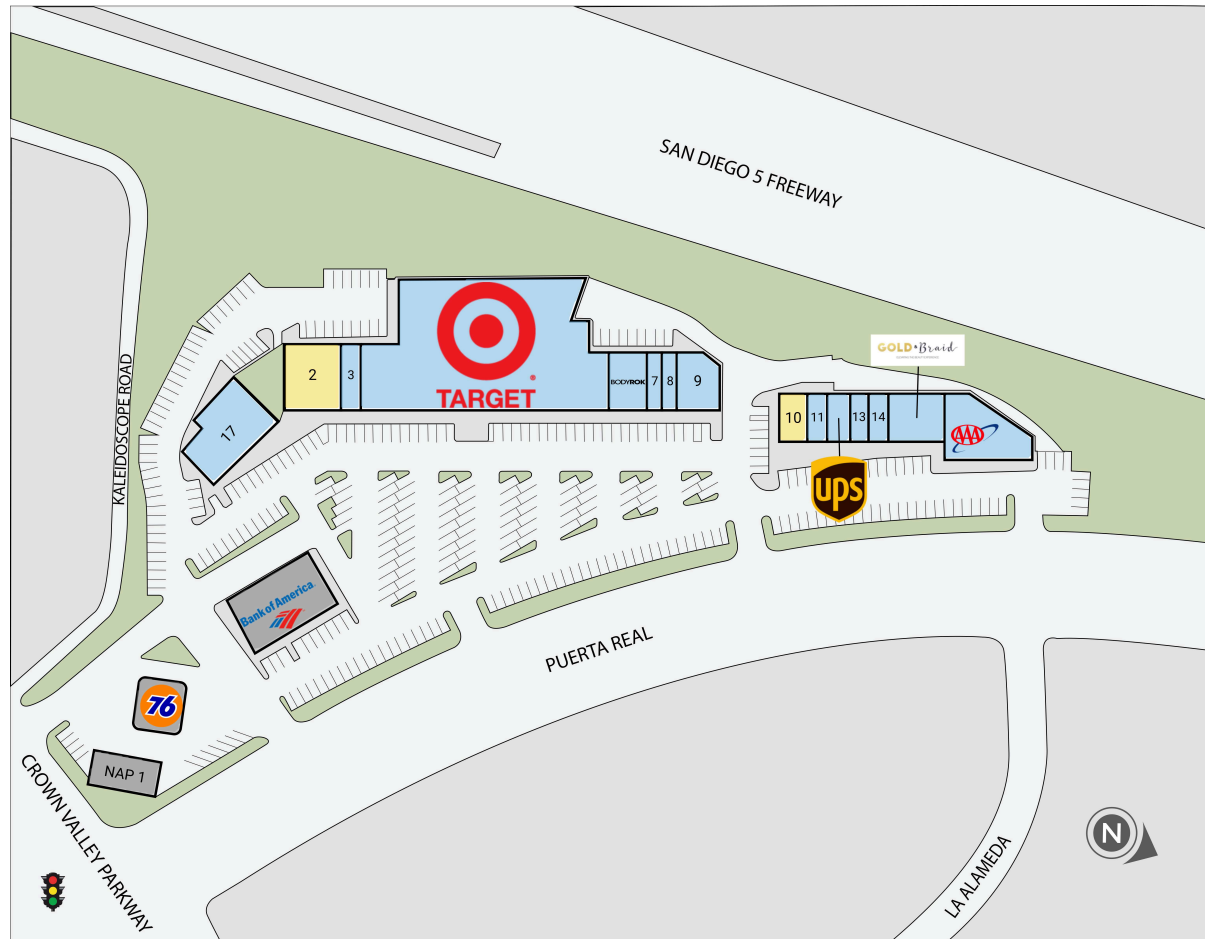 SAN DIEGO 5 FREEWAY
KALEIDOSCOPE ROAD
GOLD Braid
2
3
TARGET
BODYROK
7
8
9
10
11
13
14
AAA
17
ups
Bank of America
PUERTA REAL
76
NAP 1
CROWN VALLEY PARKWAY
LA ALAMEDA
N